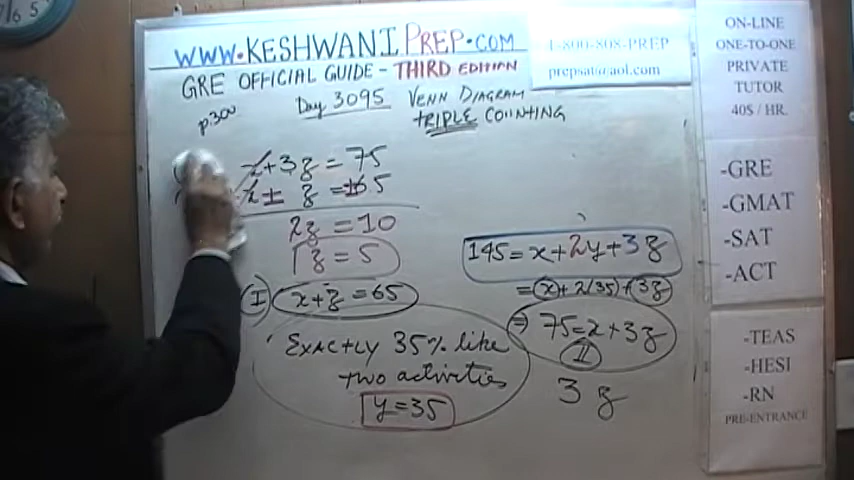 WWW.KESHWANIPREP.COM
1-800-808-PREP
prepsat@aol.com
GRE OFFICIAL GUIDE - THIRD EDITION
p300
Day 3095 VENN DIAGRAM
TRIPLE COUNTING
x+3z = 75
x ± z = 65
2z = 10
z = 5
I x+z = 65
145 = x+2y+3z
= x+2(35)+3z
⇒ 75=x+3z
II
3 z
Exactly 35% like
two activities
y=35
ON-LINE
ONE-TO-ONE
PRIVATE
TUTOR
40$ / HR.
-GRE
-GMAT
-SAT
-ACT
-TEAS
-HESI
-RN
PRE-ENTRANCE